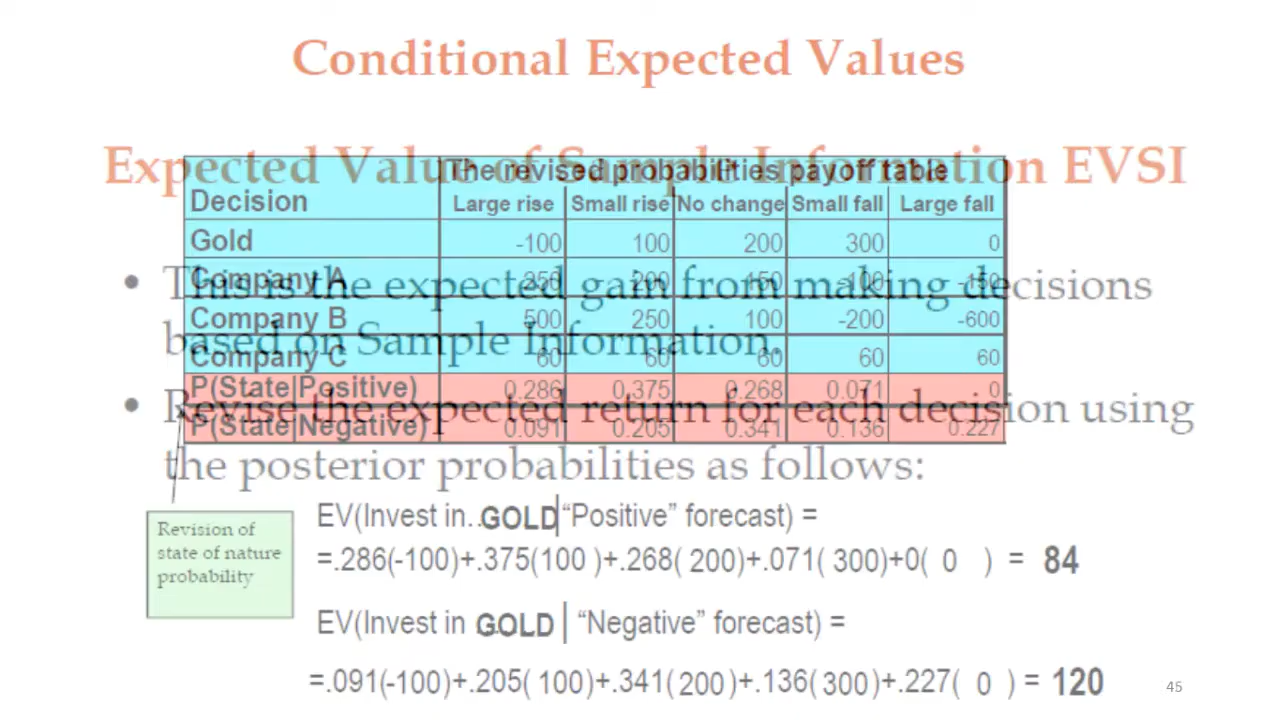 Conditional Expected Values
Expected Value of Sample Information EVSI
The revised probabilities payoff table
Decision Large rise Small rise No change Small fall Large fall
Gold -100 100 200 300 0
Company A 250 200 150 -100 -150
• This is the expected gain from making decisions
Company B 500 250 100 -200 -600
based on Sample Information.
Company C 60 60 60 60 60
P(State|Positive) 0.286 0.375 0.268 0.071 0
• Revise the expected return for each decision using
P(State|Negative) 0.091 0.205 0.341 0.136 0.227
the posterior probabilities as follows:
Revision of
state of nature
probability
EV(Invest in. GOLD|“Positive” forecast) =
=.286(-100)+.375(100 )+.268( 200)+.071( 300)+0( 0 ) = 84
EV(Invest in GOLD | “Negative” forecast) =
=.091(-100)+.205( 100)+.341( 200)+.136( 300)+.227( 0 ) = 120
45